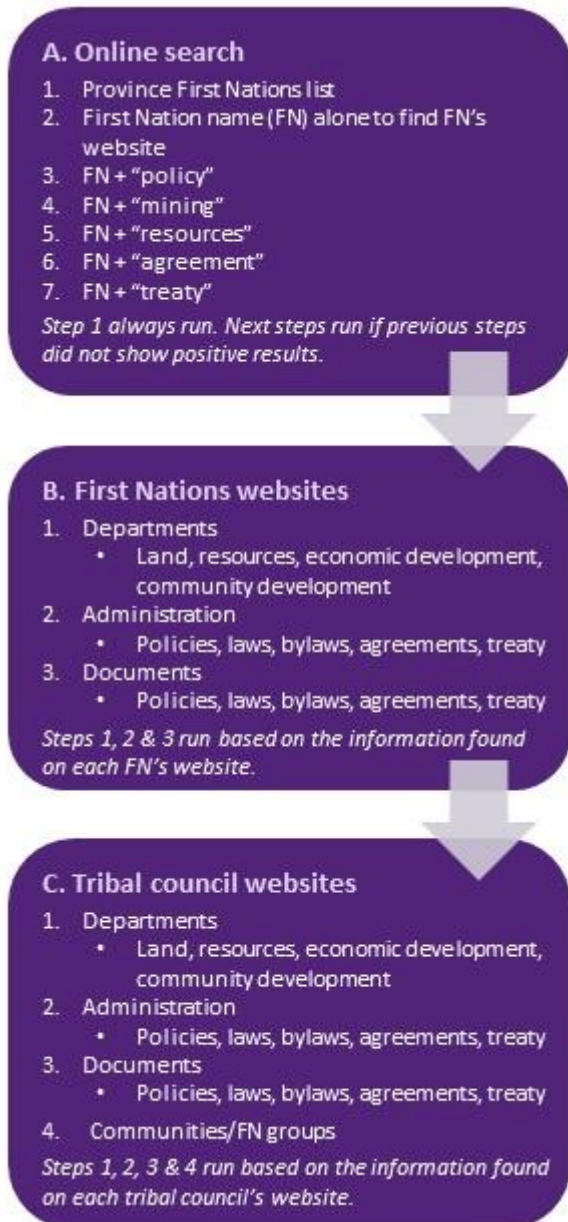 A. Online search
1. Province First Nations list
2. First Nation name (FN) alone to find FN's
website
3. FN + “policy”
4. FN + “mining”
5. FN + “resources”
6. FN + “agreement”
7. FN + “treaty”
Step 1 always run. Next steps run if previous steps
did not show positive results.
B. First Nations websites
1. Departments
• Land, resources, economic development,
community development
2. Administration
• Policies, laws, bylaws, agreements, treaty
3. Documents
• Policies, laws, bylaws, agreements, treaty
Steps 1, 2 & 3 run based on the information found
on each FN's website.
C. Tribal council websites
1. Departments
• Land, resources, economic development,
community development
2. Administration
• Policies, laws, bylaws, agreements, treaty
3. Documents
• Policies, laws, bylaws, agreements, treaty
4. Communities/FN groups
Steps 1, 2, 3 & 4 run based on the information found
on each tribal council's website.